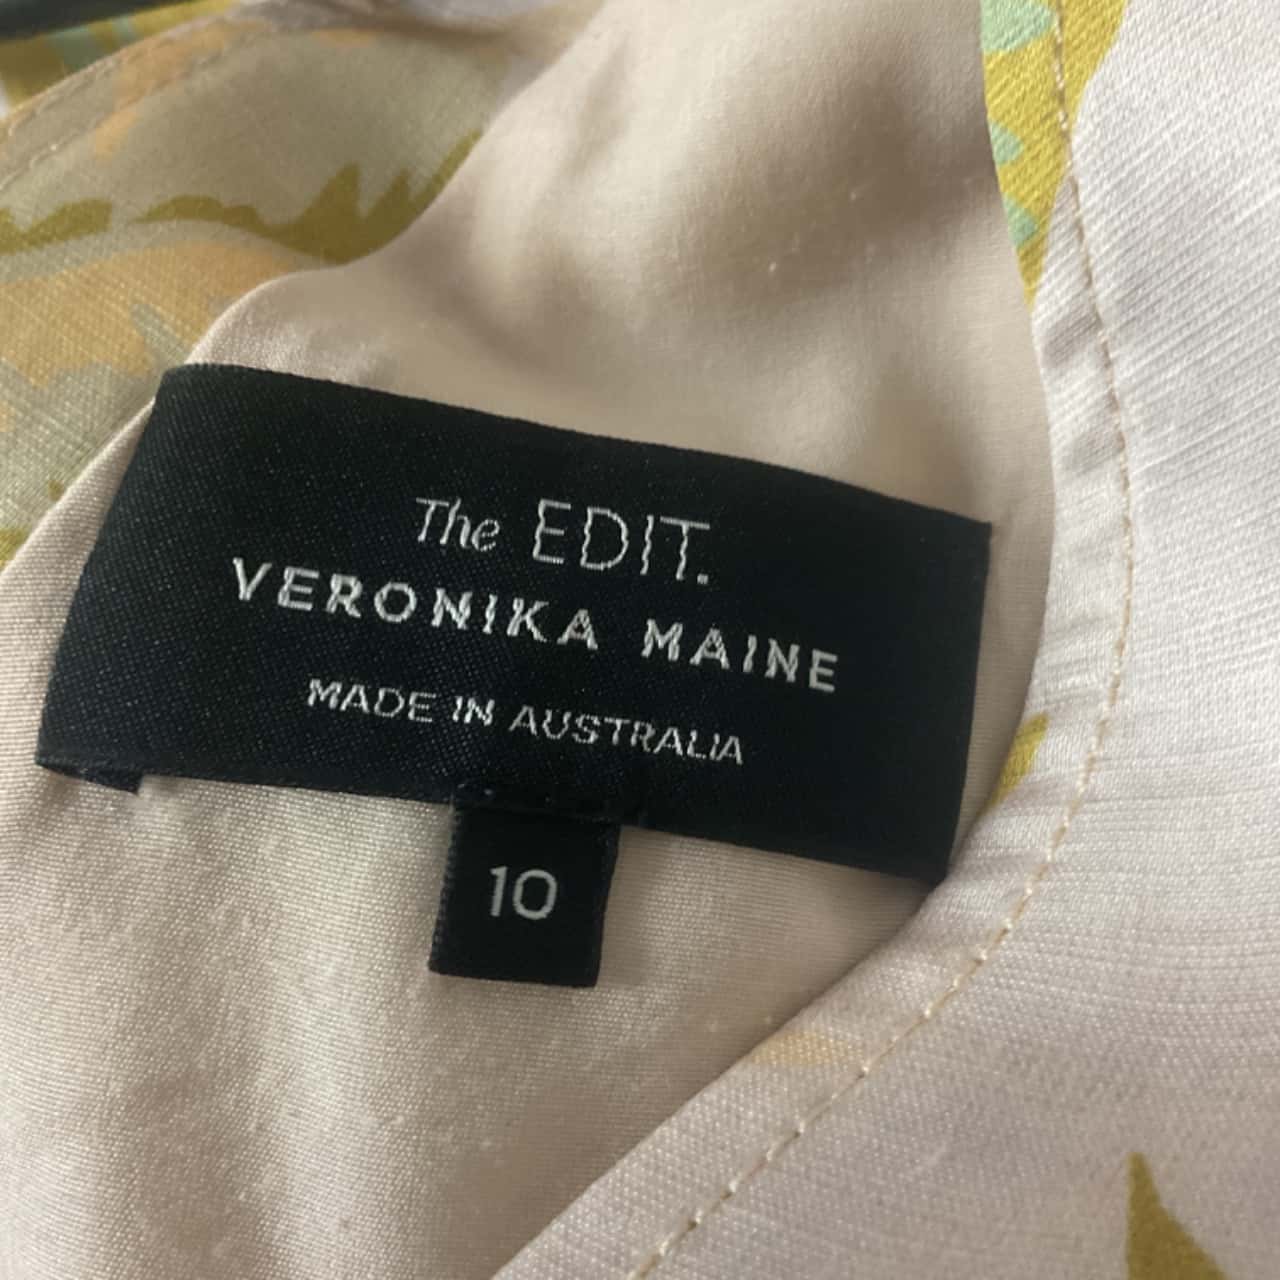 The EDIT.
VERONIKA MAINE
MADE IN AUSTRALIA
10